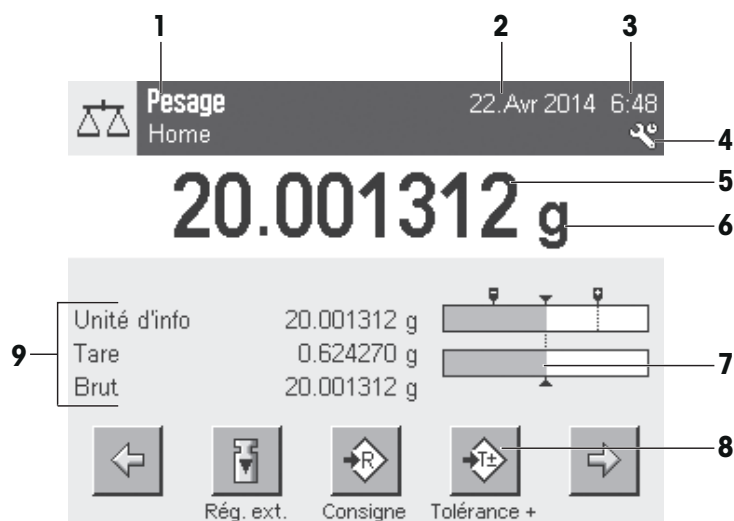 1 2 3
Pesage 22.Avr 2014 6:48
Home
4
20.001312 g
5
6
Unité d'info 20.001312 g
9 Tare 0.624270 g
7
Brut 20.001312 g
R T±
8
Rég. ext. Consigne Tolérance +